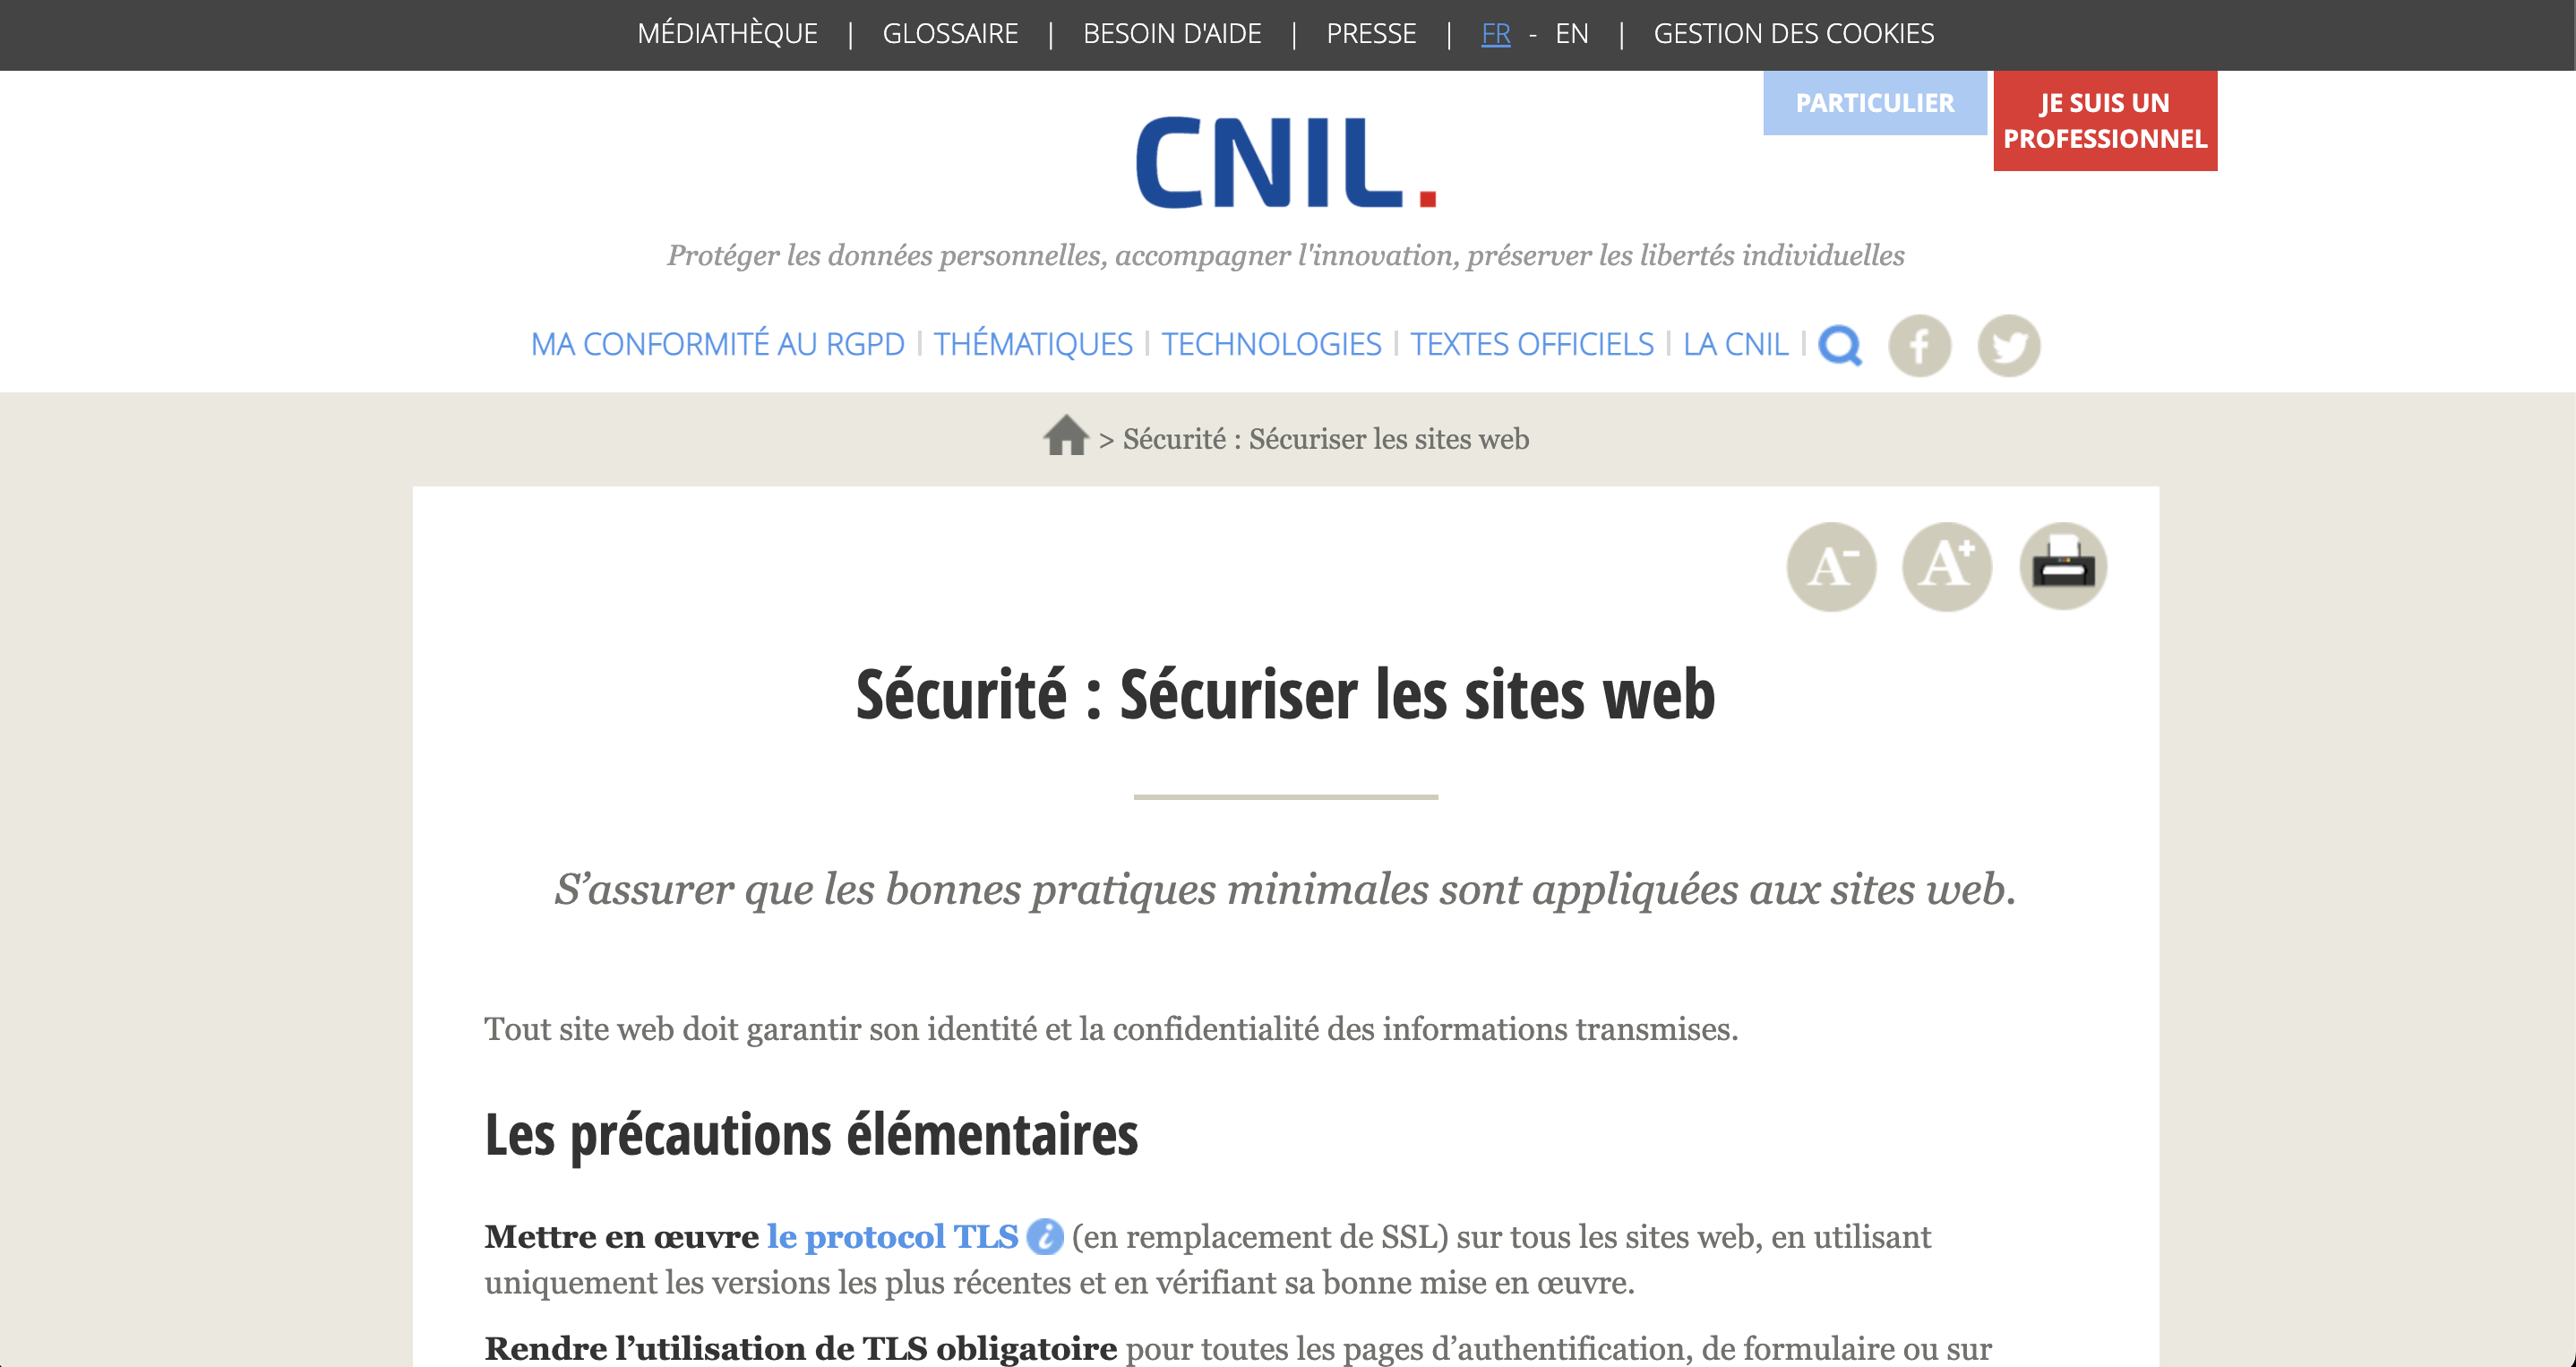 MÉDIATHÈQUE | GLOSSAIRE | BESOIN D'AIDE | PRESSE | FR - EN | GESTION DES COOKIES
PARTICULIER
JE SUIS UN
PROFESSIONNEL
CNIL.
Protéger les données personnelles, accompagner l'innovation, préserver les libertés individuelles
MA CONFORMITÉ AU RGPD | THÉMATIQUES | TECHNOLOGIES | TEXTES OFFICIELS | LA CNIL |
> Sécurité : Sécuriser les sites web
A- A+
Sécurité : Sécuriser les sites web
S’assurer que les bonnes pratiques minimales sont appliquées aux sites web.
Tout site web doit garantir son identité et la confidentialité des informations transmises.
Les précautions élémentaires
Mettre en œuvre le protocol TLS i (en remplacement de SSL) sur tous les sites web, en utilisant
uniquement les versions les plus récentes et en vérifiant sa bonne mise en œuvre.
Rendre l’utilisation de TLS obligatoire pour toutes les pages d’authentification, de formulaire ou sur